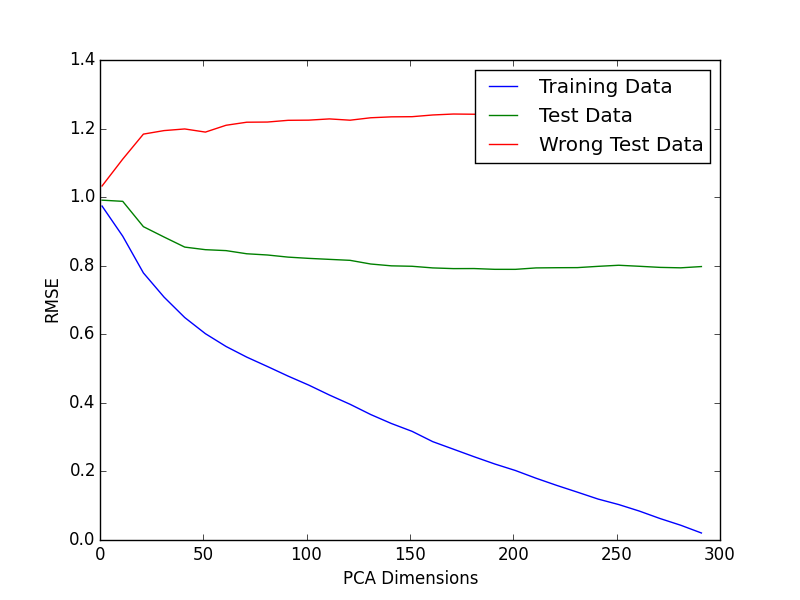 1.4
1.2
1.0
0.8
0.6
0.4
0.2
0.0
RMSE
0 50 100 150 200 250 300
PCA Dimensions
Training Data
Test Data
Wrong Test Data